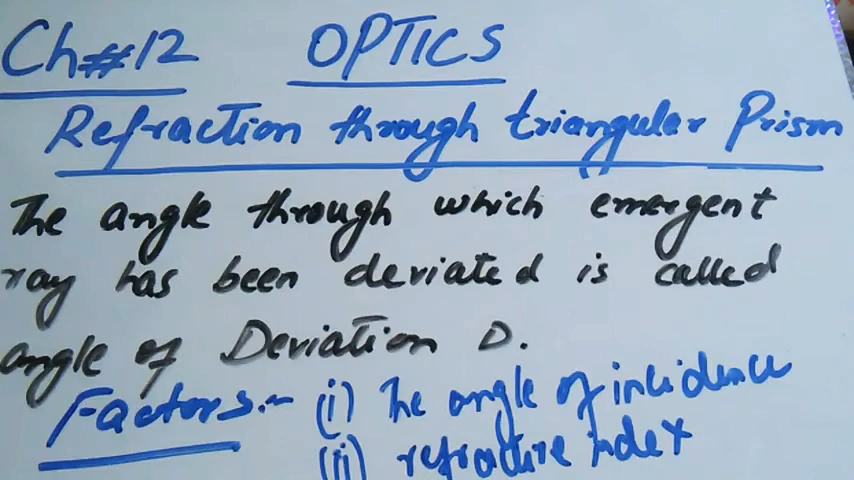 Ch#12 OPTICS
Refraction through triangular Prism
The angle through which emergent
ray has been deviated is called
angle of Deviation D.
Factors:- (i) The angle of incidence
(ii) refractive index